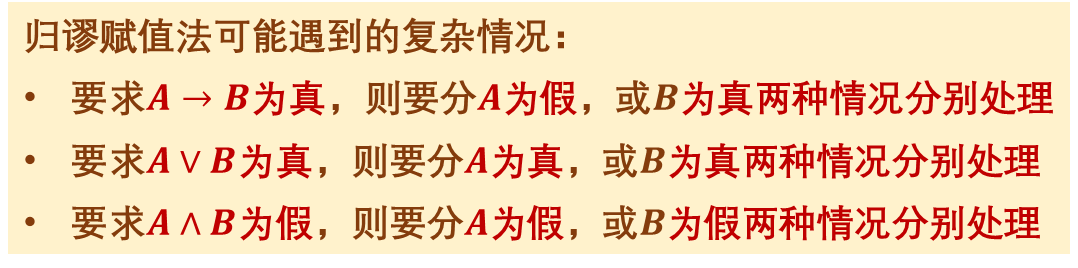 归谬赋值法可能遇到的复杂情况：
• 要求A → B为真，则要分A为假，或B为真两种情况分别处理
• 要求A ∨ B为真，则要分A为真，或B为真两种情况分别处理
• 要求A ∧ B为假，则要分A为假，或B为假两种情况分别处理